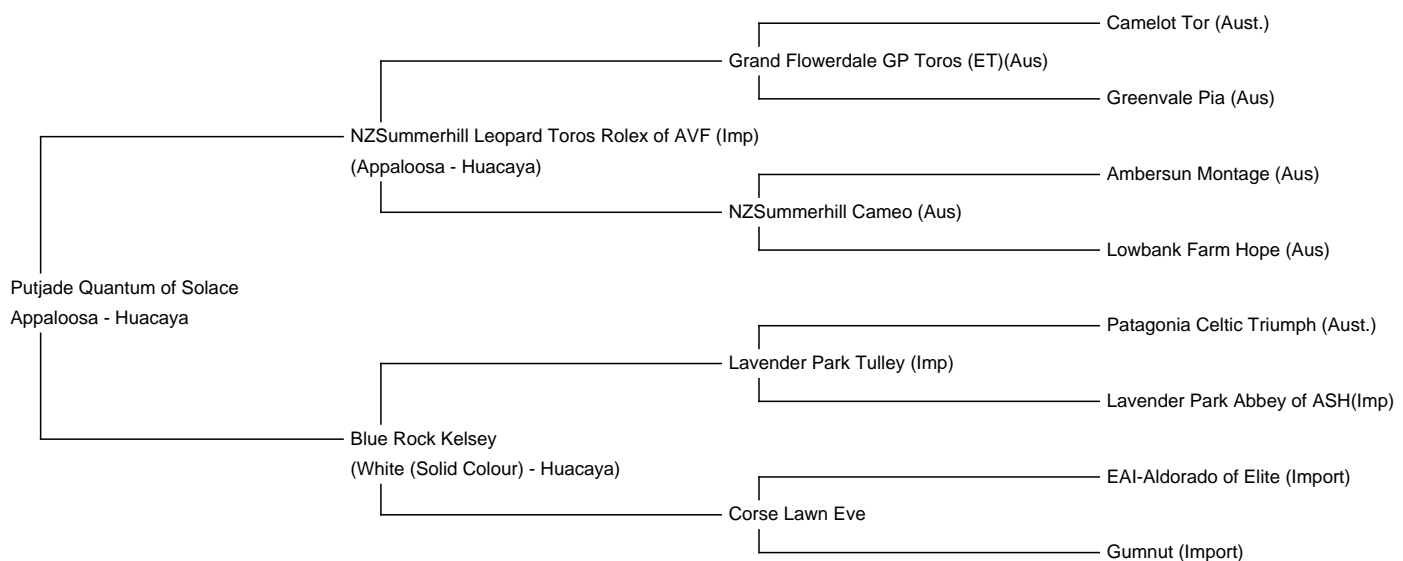 Camelot Tor (Aust.)
Grand Flowerdale GP Toros (ET)(Aus)
Greenvale Pia (Aus)
NZSummerhill Leopard Toros Rolex of AVF (Imp)
(Appaloosa - Huacaya)
Ambersun Montage (Aus)
NZSummerhill Cameo (Aus)
Lowbank Farm Hope (Aus)
Putjade Quantum of Solace
Appaloosa - Huacaya
Patagonia Celtic Triumph (Aust.)
Lavender Park Tulley (Imp)
Lavender Park Abbey of ASH(Imp)
Blue Rock Kelsey
(White (Solid Colour) - Huacaya)
EAI-Aldorado of Elite (Import)
Corse Lawn Eve
Gumnut (Import)